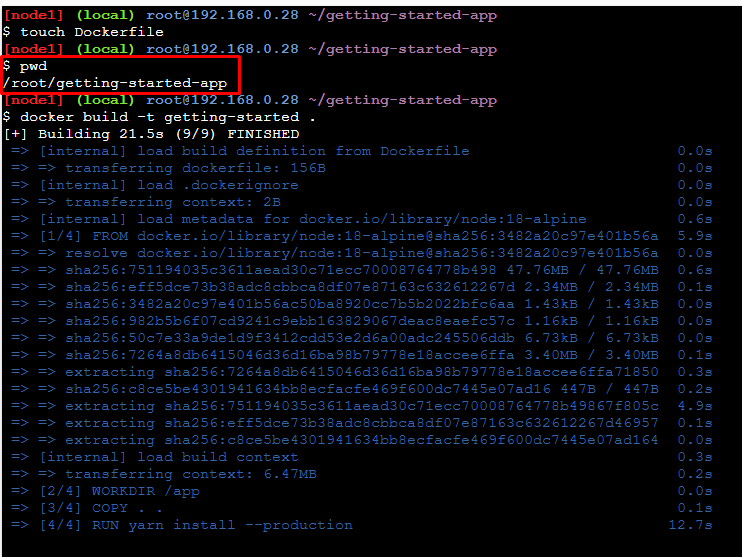 [node1] (local) root@192.168.0.28 ~/getting-started-app
$ touch Dockerfile
[node1] (local) root@192.168.0.28 ~/getting-started-app
$ pwd
/root/getting-started-app
[node1] (local) root@192.168.0.28 ~/getting-started-app
$ docker build -t getting-started .
[+] Building 21.5s (9/9) FINISHED
=> [internal] load build definition from Dockerfile 0.0s
=> => transferring dockerfile: 156B 0.0s
=> [internal] load .dockerignore 0.0s
=> => transferring context: 2B 0.0s
=> [internal] load metadata for docker.io/library/node:18-alpine 0.6s
=> [1/4] FROM docker.io/library/node:18-alpine@sha256:3482a20c97e401b56a 5.9s
=> => resolve docker.io/library/node:18-alpine@sha256:3482a20c97e401b56a 0.0s
=> => sha256:751194035c3611aead30c71ecc70008764778b498 47.76MB / 47.76MB 0.6s
=> => sha256:eff5dce73b38adc8cbbca8df07e87163c632612267d 2.34MB / 2.34MB 0.1s
=> => sha256:3482a20c97e401b56ac50ba8920cc7b5b2022bfc6aa 1.43kB / 1.43kB 0.0s
=> => sha256:982b5b6f07cd9241c9ebb163829067deac8eaefc57c 1.16kB / 1.16kB 0.0s
=> => sha256:50c7e33a9de1d9f3412cdd53e2d6a00adc245506ddb 6.73kB / 6.73kB 0.0s
=> => sha256:7264a8db6415046d36d16ba98b79778e18accee6ffa 3.40MB / 3.40MB 0.1s
=> => extracting sha256:7264a8db6415046d36d16ba98b79778e18accee6ffa71850 0.3s
=> => sha256:c8ce5be4301941634bb8ecfacfe469f600dc7445e07ad16 447B / 447B 0.2s
=> => extracting sha256:751194035c3611aead30c71ecc70008764778b49867f805c 4.9s
=> => extracting sha256:eff5dce73b38adc8cbbca8df07e87163c632612267d46957 0.1s
=> => extracting sha256:c8ce5be4301941634bb8ecfacfe469f600dc7445e07ad164 0.0s
=> [internal] load build context 0.3s
=> => transferring context: 6.47MB 0.2s
=> [2/4] WORKDIR /app 0.0s
=> [3/4] COPY . . 0.1s
=> [4/4] RUN yarn install --production 12.7s